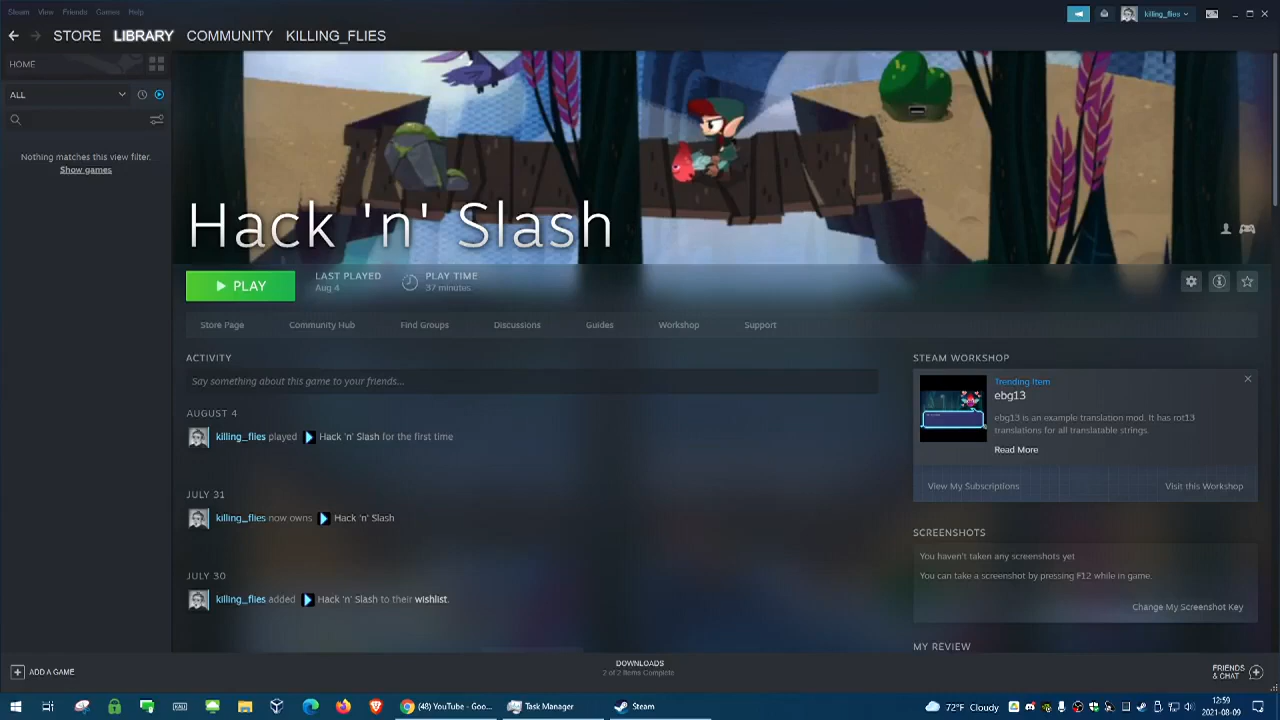 Steam View Friends Games Help
killing_flies
STORE LIBRARY COMMUNITY KILLING_FLIES
HOME
ALL
Nothing matches this view filter.
Show games
Hack 'n' Slash
PLAY
LAST PLAYED
Aug 4
PLAY TIME
37 minutes
Store Page Community Hub Find Groups Discussions Guides Workshop Support
ACTIVITY
Say something about this game to your friends...
AUGUST 4
killing_flies played Hack 'n' Slash for the first time
JULY 31
killing_flies now owns Hack 'n' Slash
JULY 30
killing_flies added Hack 'n' Slash to their wishlist.
STEAM WORKSHOP
Trending Item
ebg13
ebg13 is an example translation mod. It has rot13
translations for all translatable strings.
Read More
View My Subscriptions Visit this Workshop
SCREENSHOTS
You haven't taken any screenshots yet
You can take a screenshot by pressing F12 while in game.
Change My Screenshot Key
MY REVIEW
ADD A GAME
DOWNLOADS
2 of 2 Items Complete
FRIENDS
& CHAT
(48) YouTube - Goo... Task Manager Steam
72°F Cloudy
12:59
2021-08-09